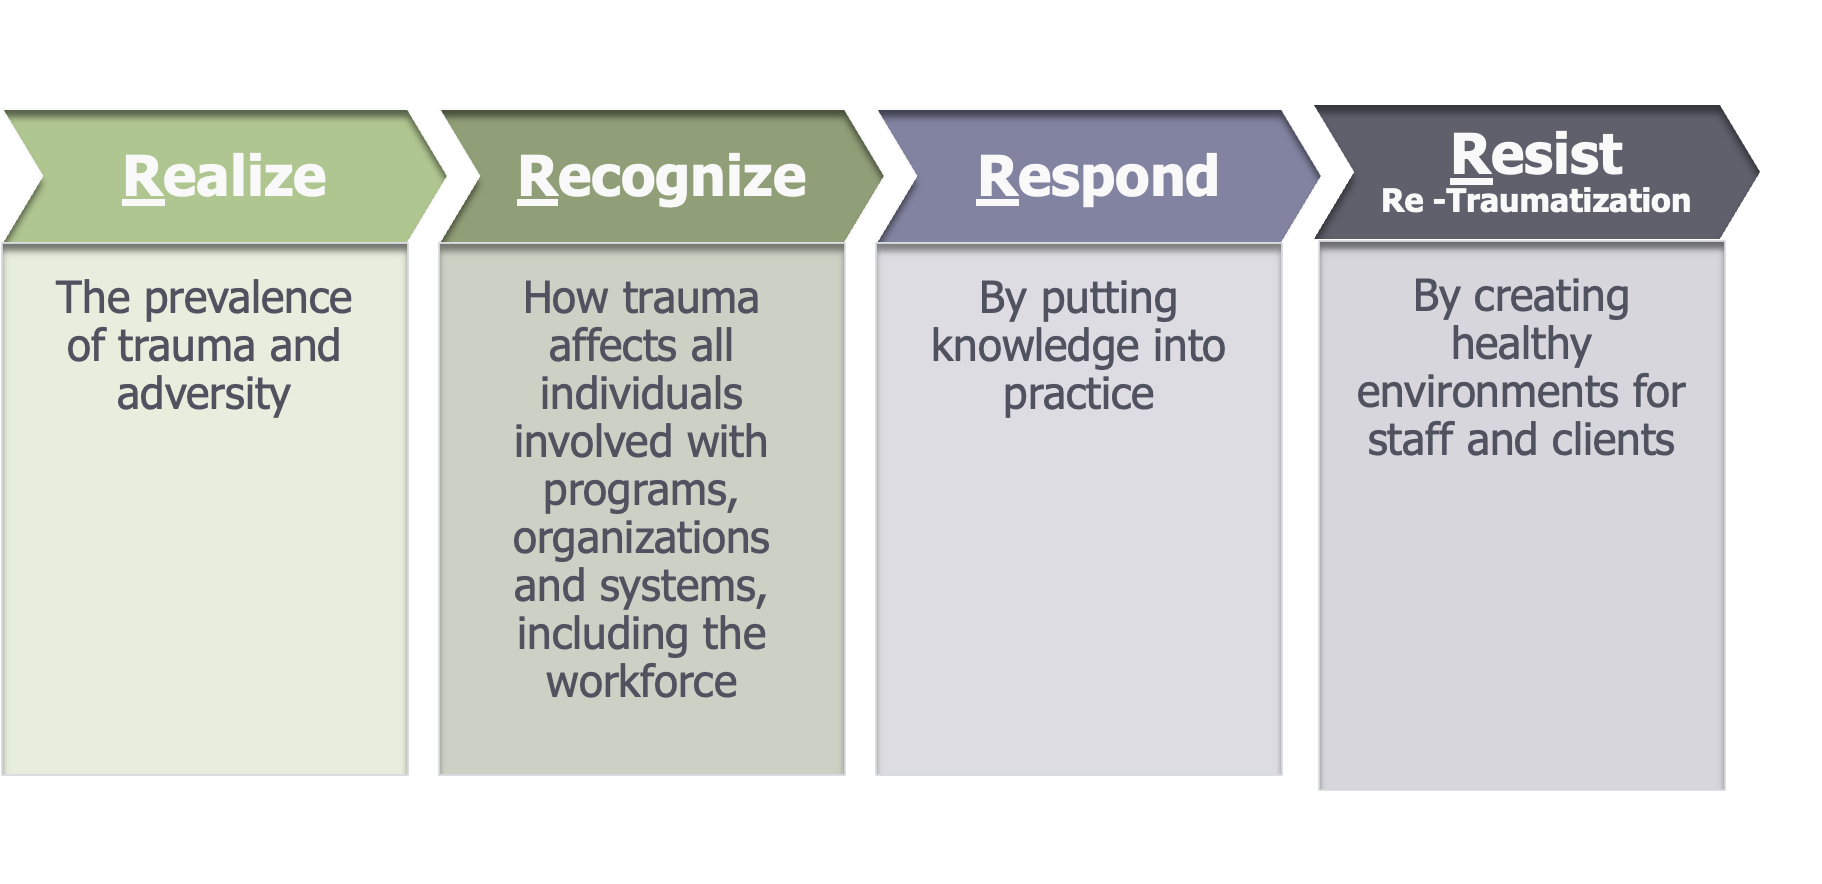 Realize
The prevalence
of trauma and
adversity
Recognize
How trauma
affects all
individuals
involved with
programs,
organizations
and systems,
including the
workforce
Respond
By putting
knowledge into
practice
Resist
Re -Traumatization
By creating
healthy
environments for
staff and clients